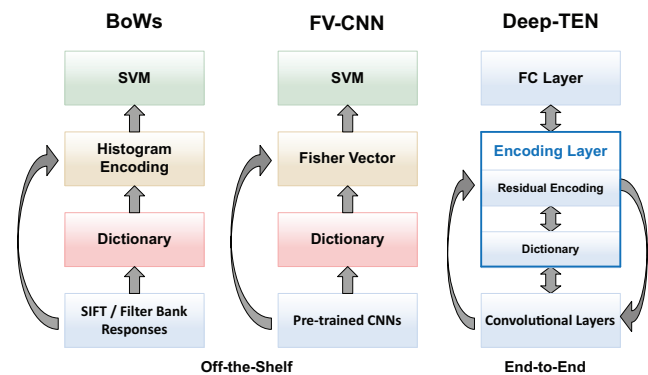 BoWs
SVM
Histogram
Encoding
Dictionary
SIFT / Filter Bank
Responses
FV-CNN
SVM
Fisher Vector
Dictionary
Pre-trained CNNs
Off-the-Shelf
Deep-TEN
FC Layer
Encoding Layer
Residual Encoding
Dictionary
Convolutional Layers
End-to-End